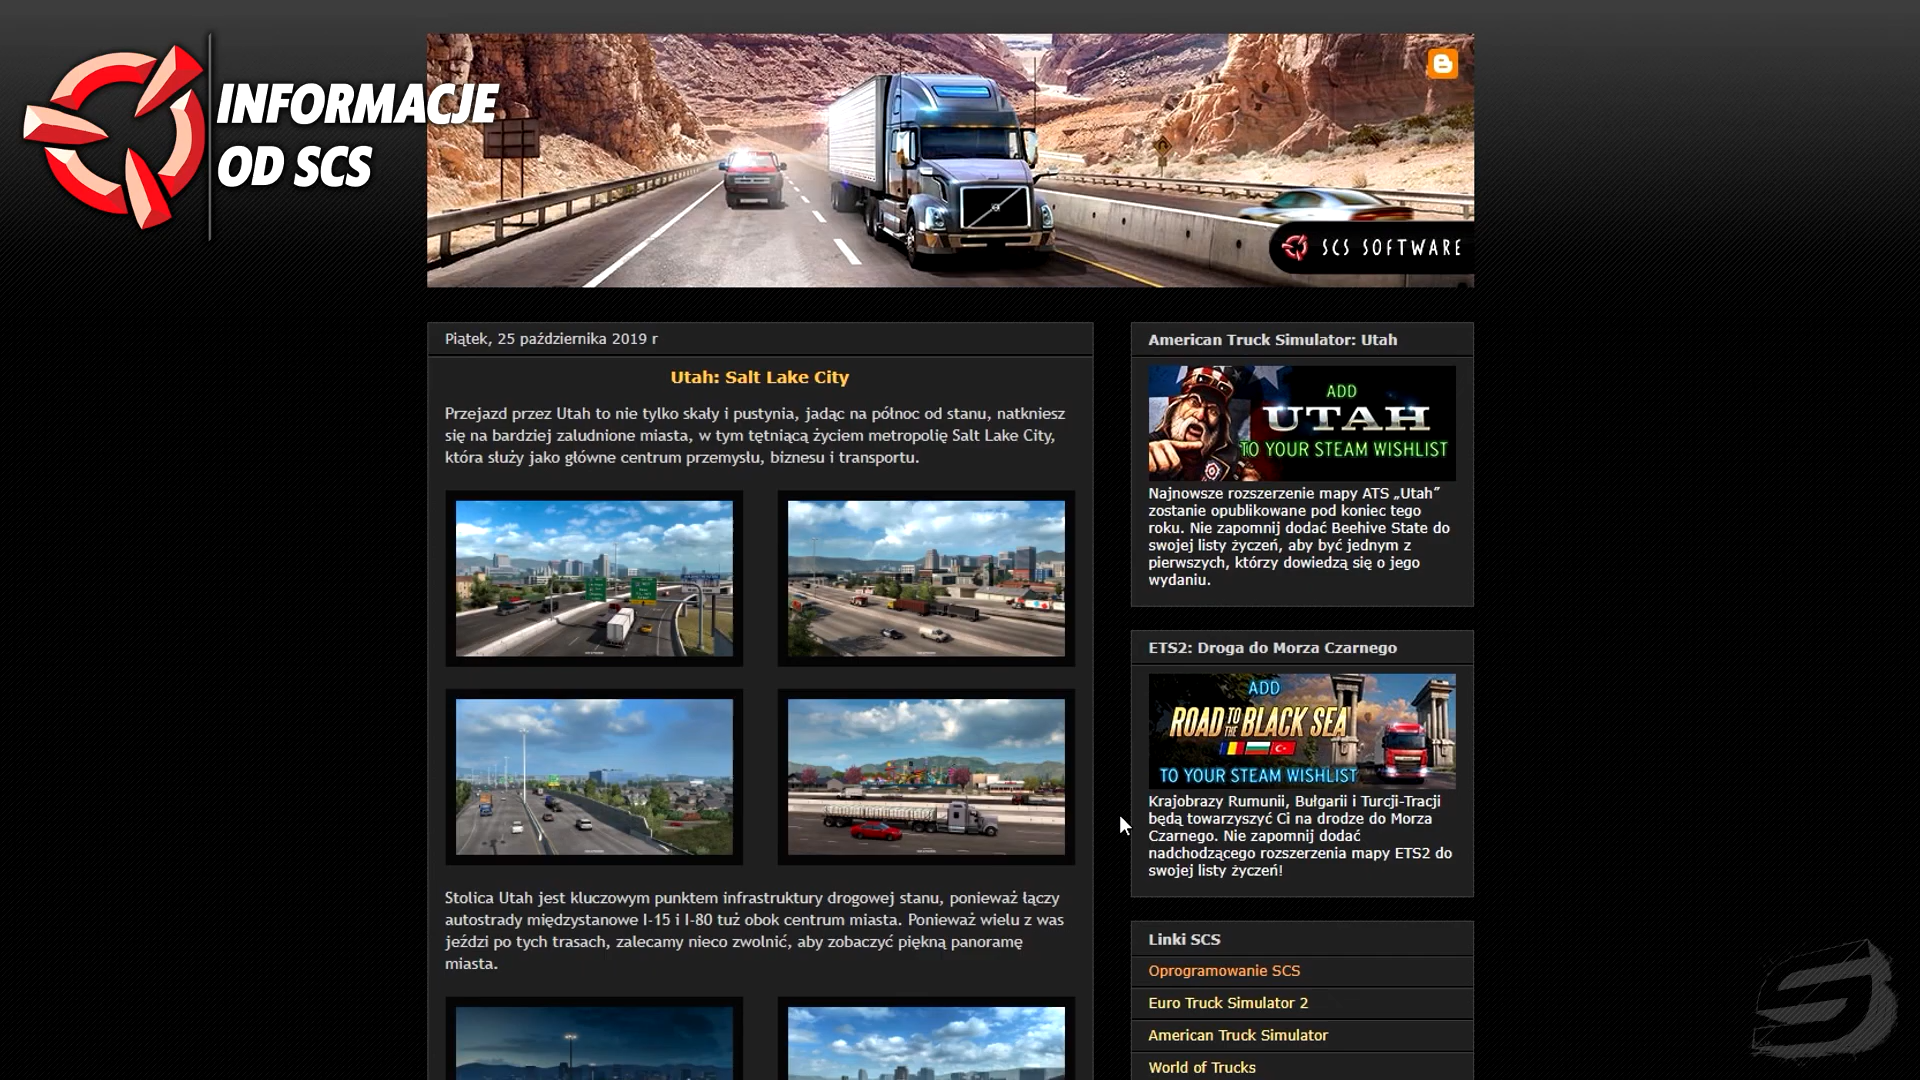 INFORMACJE
OD SCS
SCS SOFTWARE
Piątek, 25 października 2019 r
Utah: Salt Lake City
Przejazd przez Utah to nie tylko skały i pustynia, jadąc na północ od stanu, natkniesz
się na bardziej zaludnione miasta, w tym tętniącą życiem metropolię Salt Lake City,
która służy jako główne centrum przemysłu, biznesu i transportu.
Stolica Utah jest kluczowym punktem infrastruktury drogowej stanu, ponieważ łączy
autostrady międzystanowe I-15 i I-80 tuż obok centrum miasta. Ponieważ wielu z was
jeździ po tych trasach, zalecamy nieco zwolnić, aby zobaczyć piękną panoramę
miasta.
American Truck Simulator: Utah
ADD
UTAH
TO YOUR STEAM WISHLIST
Najnowsze rozszerzenie mapy ATS „Utah”
zostanie opublikowane pod koniec tego
roku. Nie zapomnij dodać Beehive State do
swojej listy życzeń, aby być jednym z
pierwszych, którzy dowiedzą się o jego
wydaniu.
ETS2: Droga do Morza Czarnego
ADD
ROAD TO THE BLACK SEA
TO YOUR STEAM WISHLIST
Krajobrazy Rumunii, Bułgarii i Turcji-Tracji
będą towarzyszyć Ci na drodze do Morza
Czarnego. Nie zapomnij dodać
nadchodzącego rozszerzenia mapy ETS2 do
swojej listy życzeń!
Linki SCS
Oprogramowanie SCS
Euro Truck Simulator 2
American Truck Simulator
World of Trucks